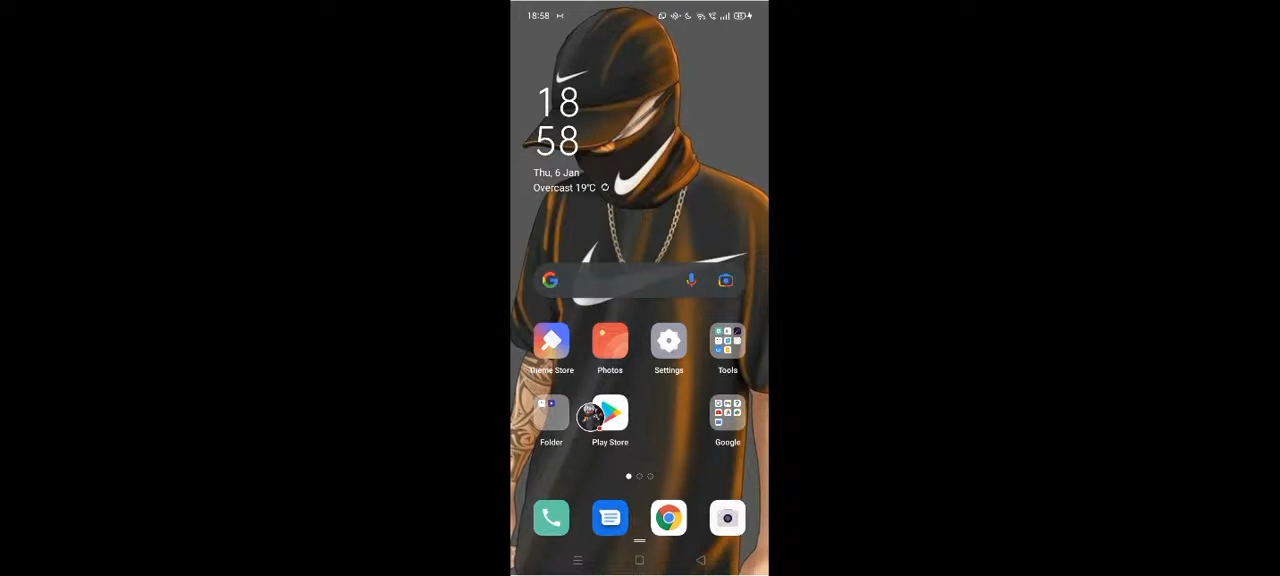 18:58
18
58
Thu, 6 Jan
Overcast 19°C
Theme Store
Photos
Settings
Tools
Folder
Play Store
Google